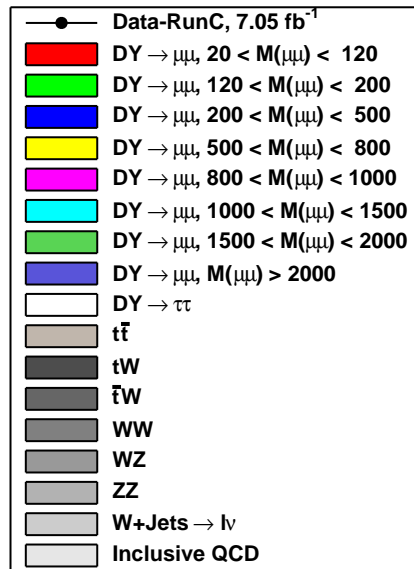 Data-RunC, 7.05 fb⁻¹
DY → μμ, 20 < M(μμ) < 120
DY → μμ, 120 < M(μμ) < 200
DY → μμ, 200 < M(μμ) < 500
DY → μμ, 500 < M(μμ) < 800
DY → μμ, 800 < M(μμ) < 1000
DY → μμ, 1000 < M(μμ) < 1500
DY → μμ, 1500 < M(μμ) < 2000
DY → μμ, M(μμ) > 2000
DY → ττ
tt̄
tW
t̄W
WW
WZ
ZZ
W+Jets → lν
Inclusive QCD